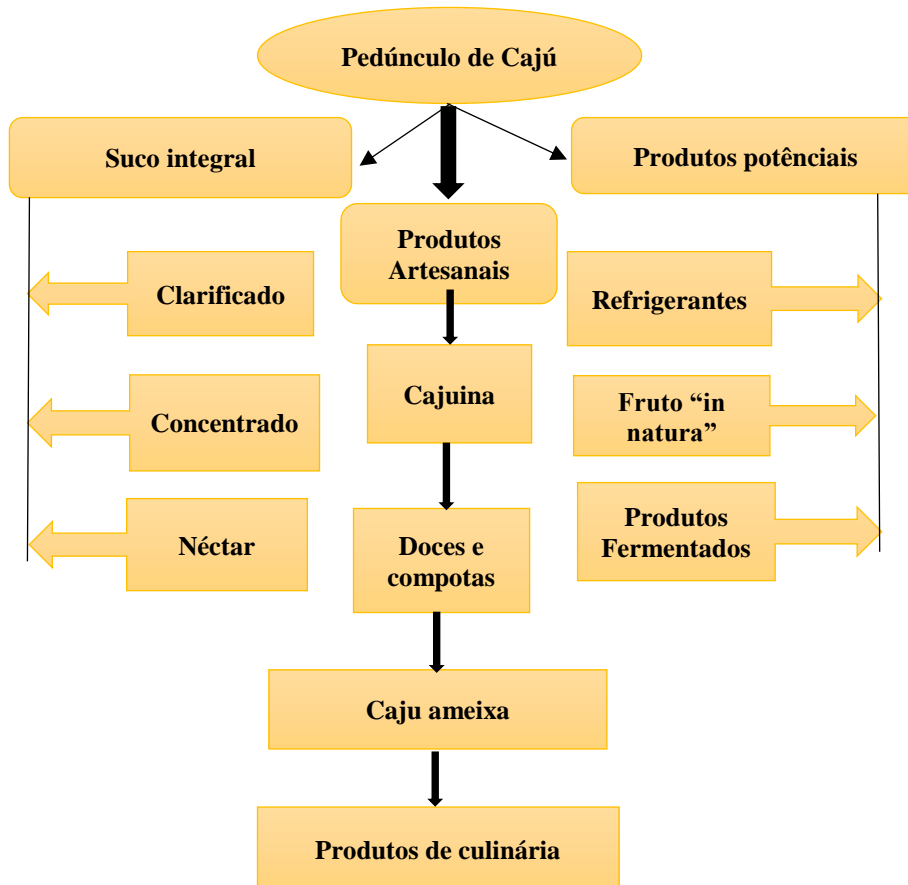 Pedúnculo de Cajú
Suco integral
Produtos potênciais
Produtos
Artesanais
Clarificado
Refrigerantes
Cajuina
Concentrado
Fruto “in
natura”
Néctar
Doces e
compotas
Produtos
Fermentados
Caju ameixa
Produtos de culinária